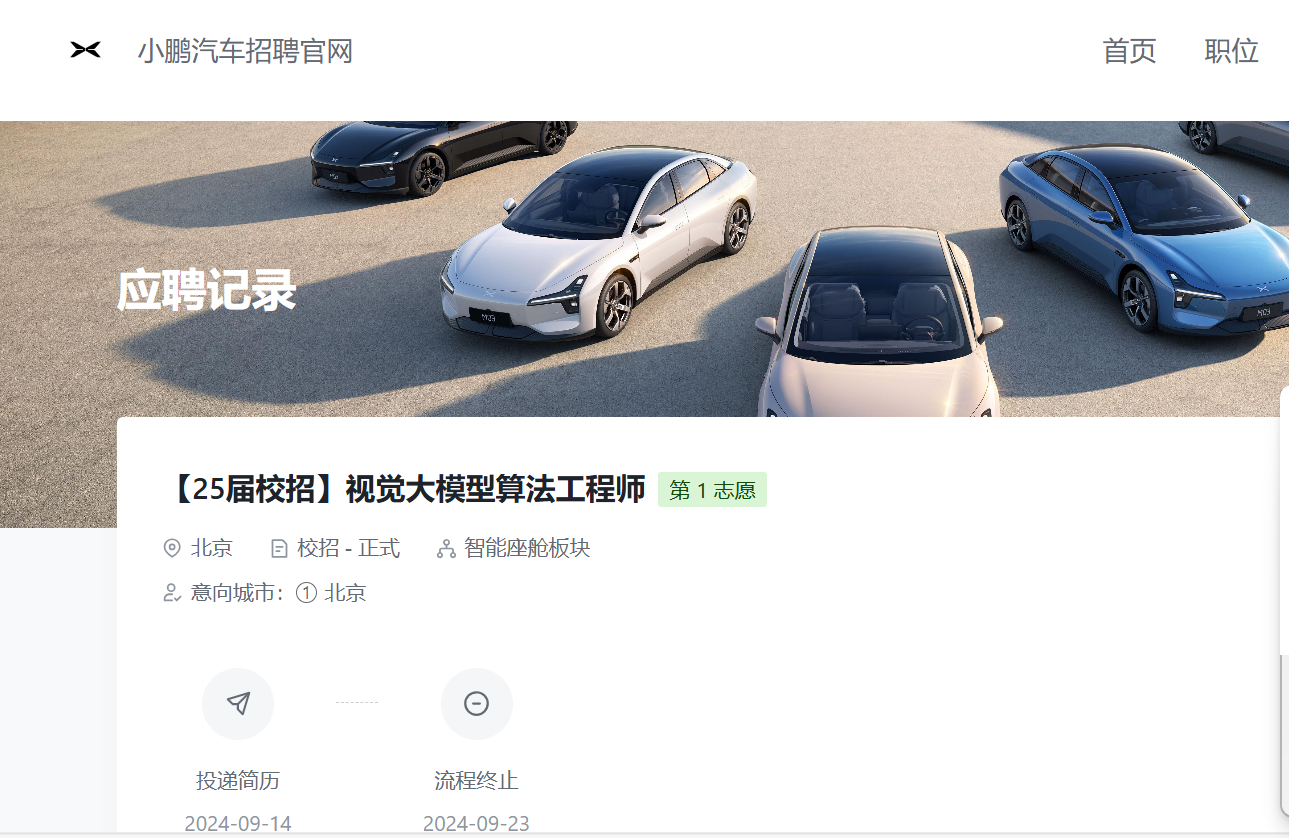 小鹏汽车招聘官网
首页 职位
应聘记录
【25届校招】视觉大模型算法工程师 第 1 志愿
北京 校招 - 正式 智能座舱板块
意向城市：① 北京
投递简历 流程终止
2024-09-14 2024-09-23